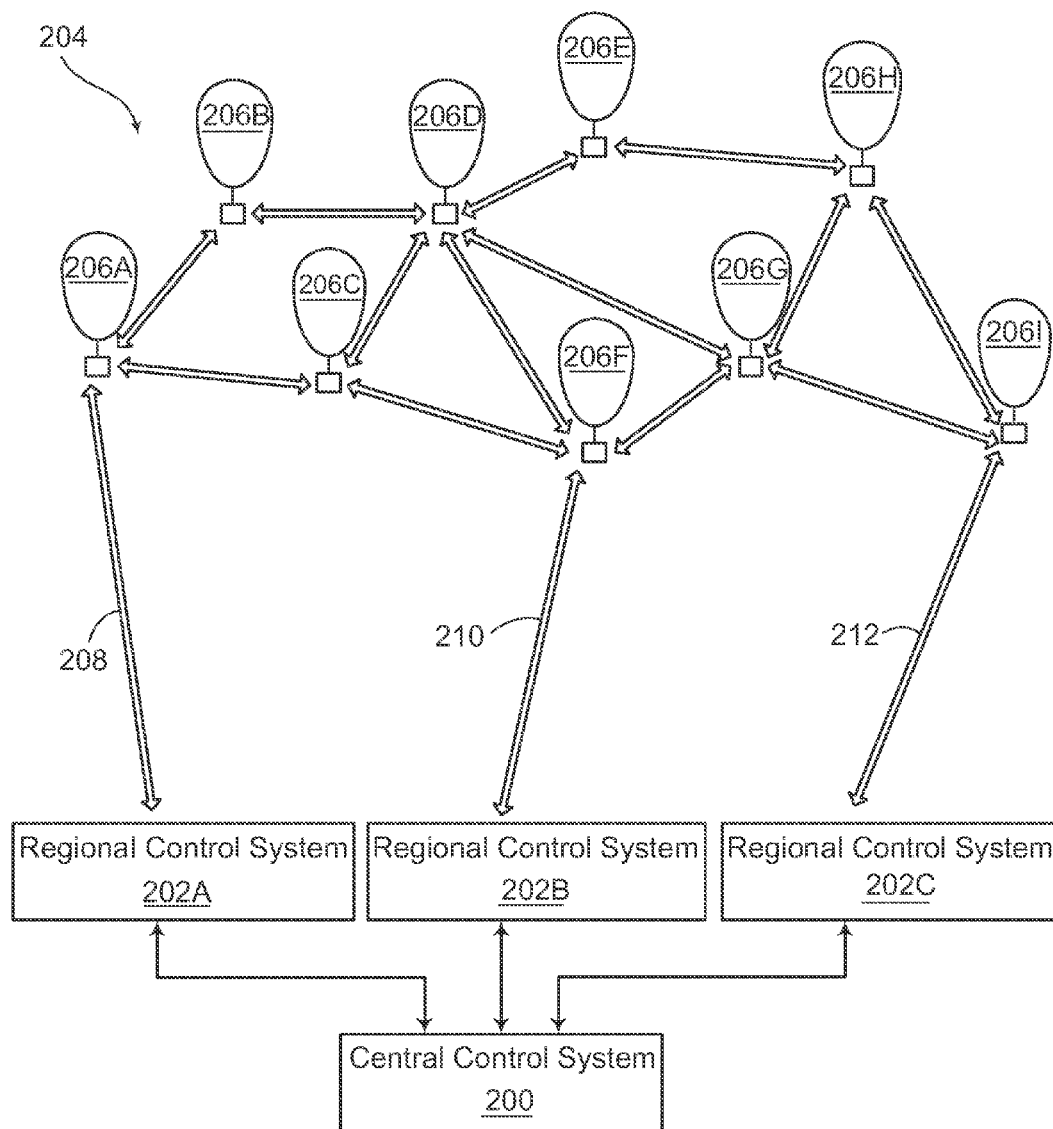 204
206E
206H
206B
206D
206A
206C
206G
206F
206I
208
210
212
Regional Control System
202A
Regional Control System
202B
Regional Control System
202C
Central Control System
200